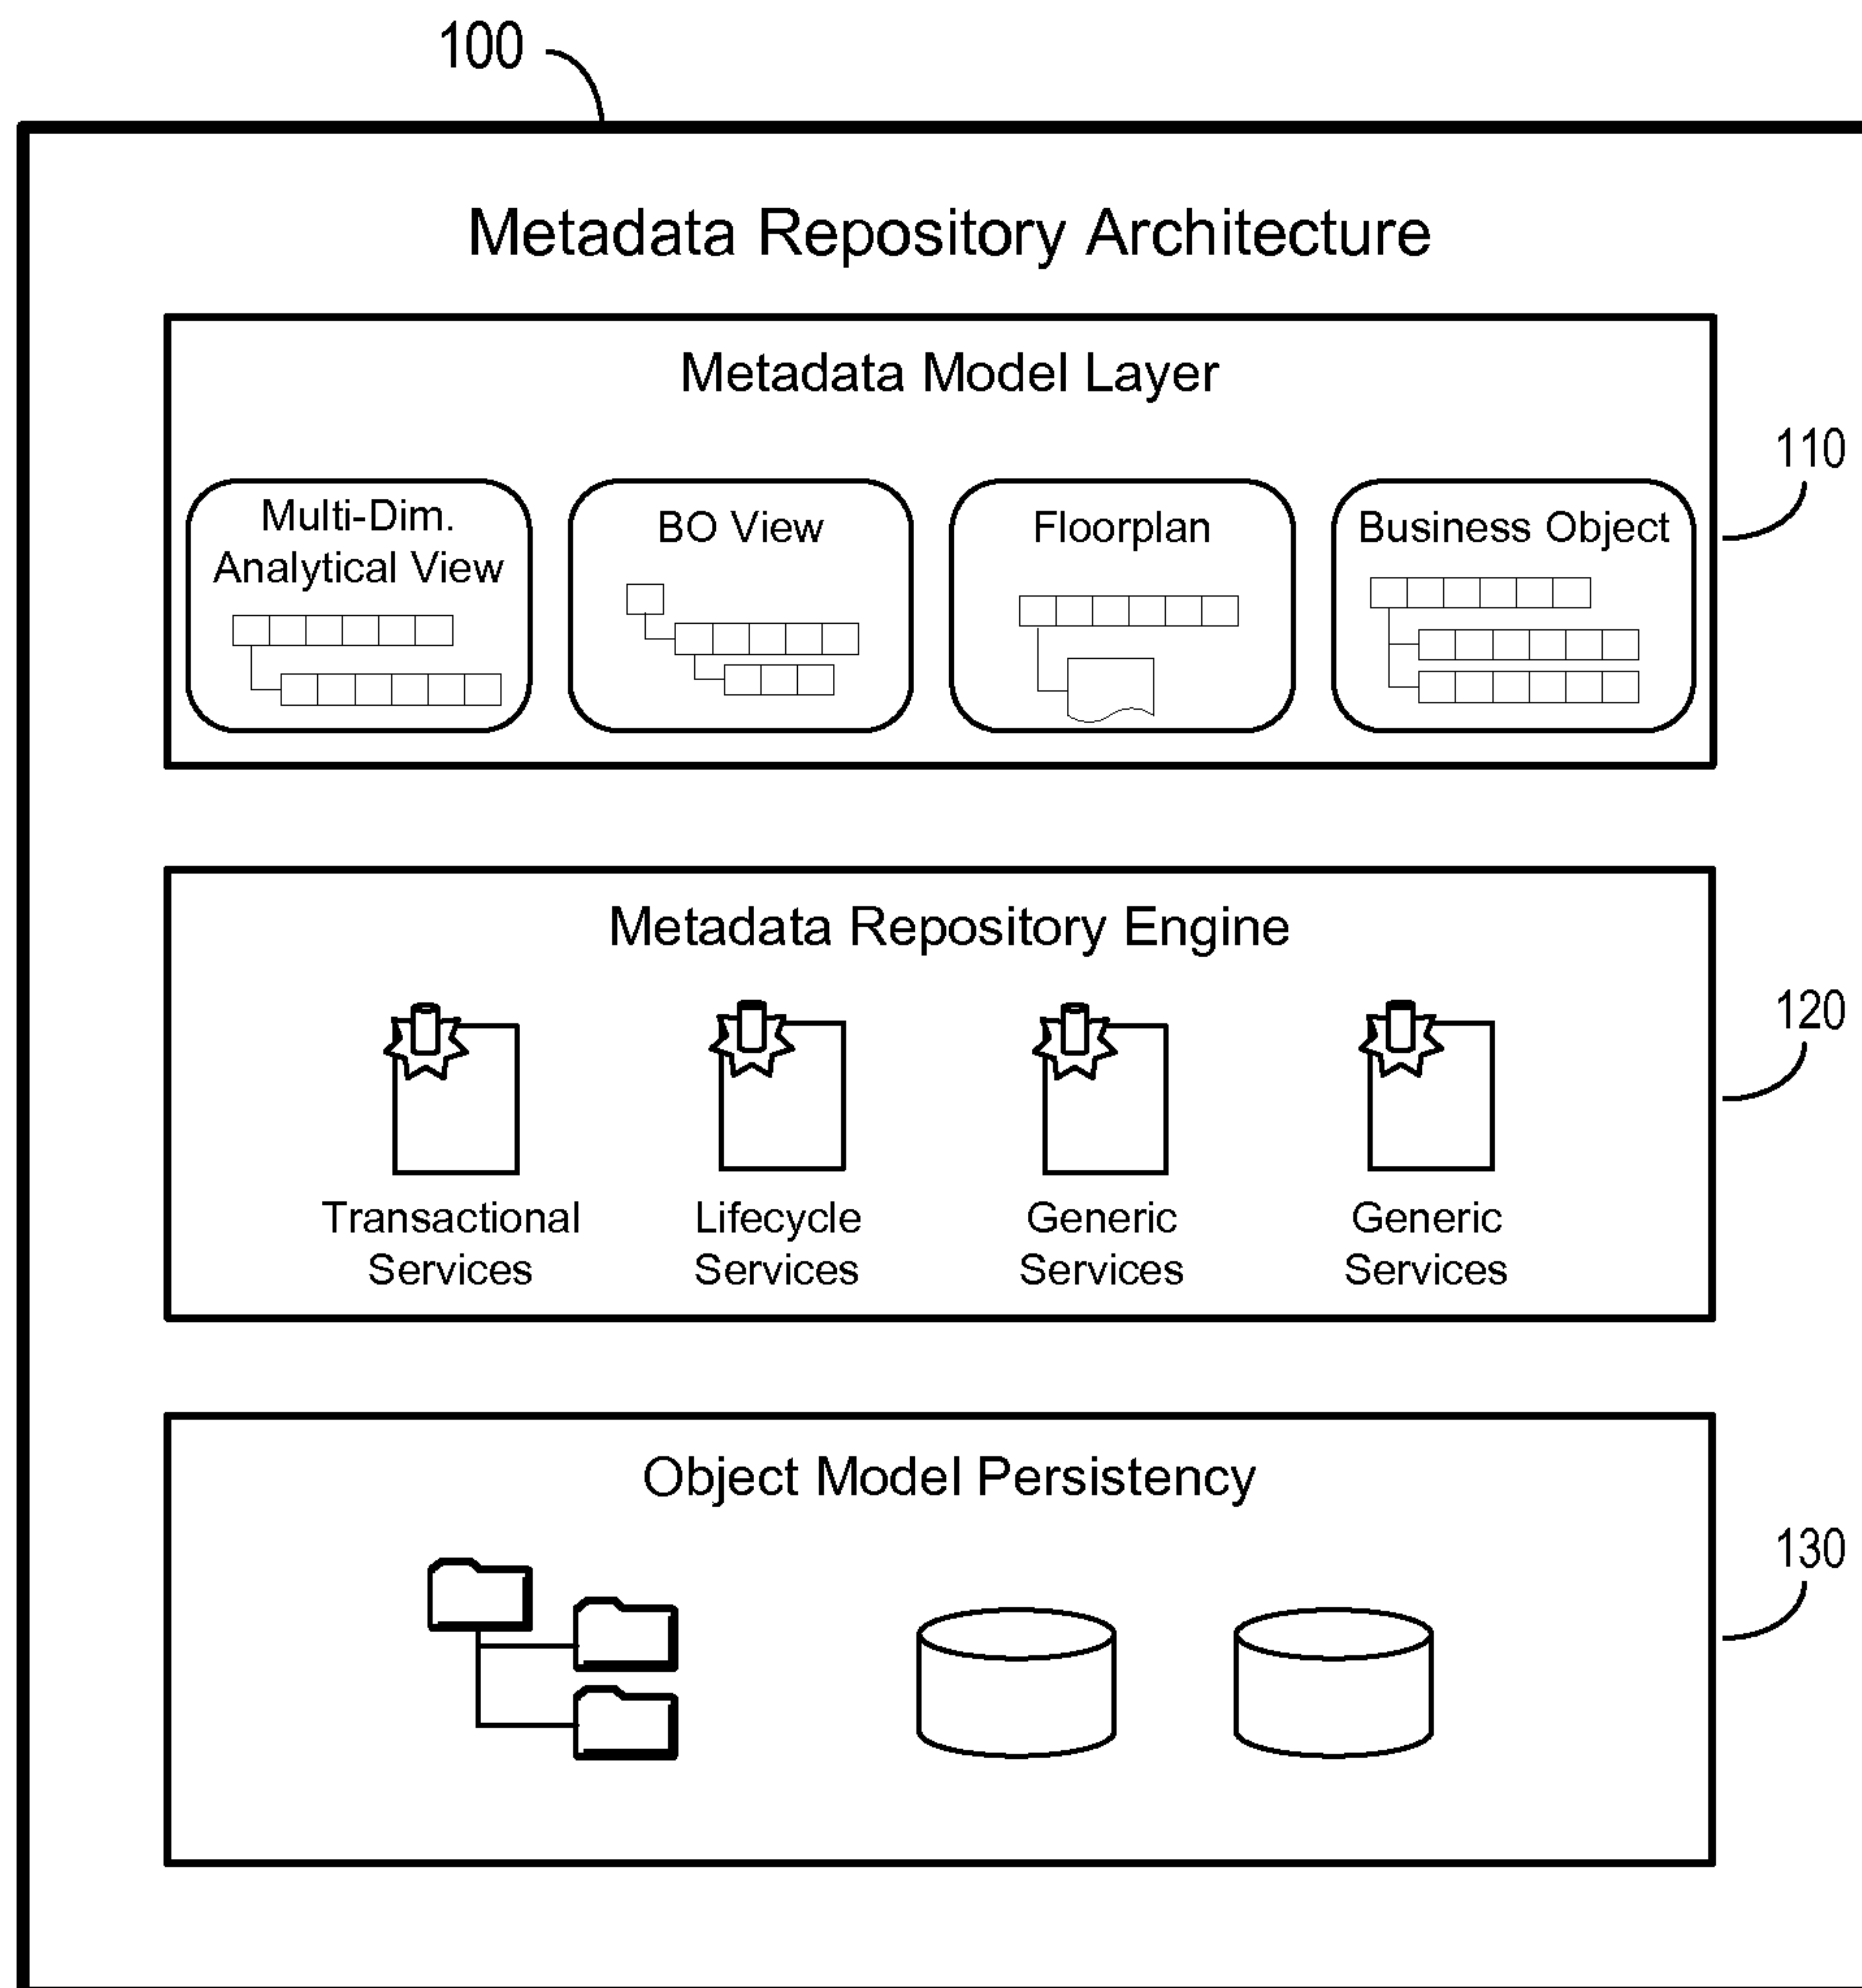 100
Metadata Repository Architecture
Metadata Model Layer
110
Multi-Dim.
Analytical View
BO View
Floorplan
Business Object
Metadata Repository Engine
120
Transactional
Services
Lifecycle
Services
Generic
Services
Generic
Services
Object Model Persistency
130